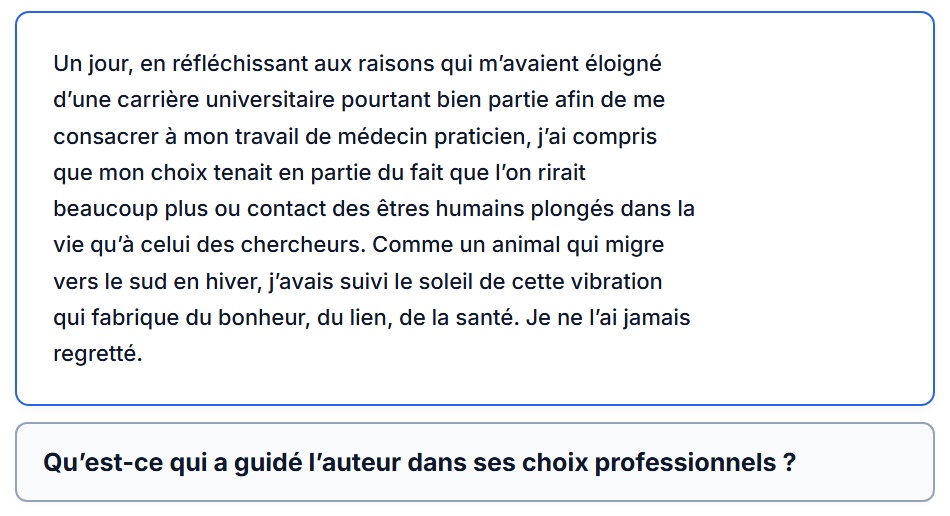 Un jour, en réfléchissant aux raisons qui m’avaient éloigné
d’une carrière universitaire pourtant bien partie afin de me
consacrer à mon travail de médecin praticien, j’ai compris
que mon choix tenait en partie du fait que l’on rirait
beaucoup plus ou contact des êtres humains plongés dans la
vie qu’à celui des chercheurs. Comme un animal qui migre
vers le sud en hiver, j’avais suivi le soleil de cette vibration
qui fabrique du bonheur, du lien, de la santé. Je ne l’ai jamais
regretté.
Qu’est-ce qui a guidé l’auteur dans ses choix professionnels ?